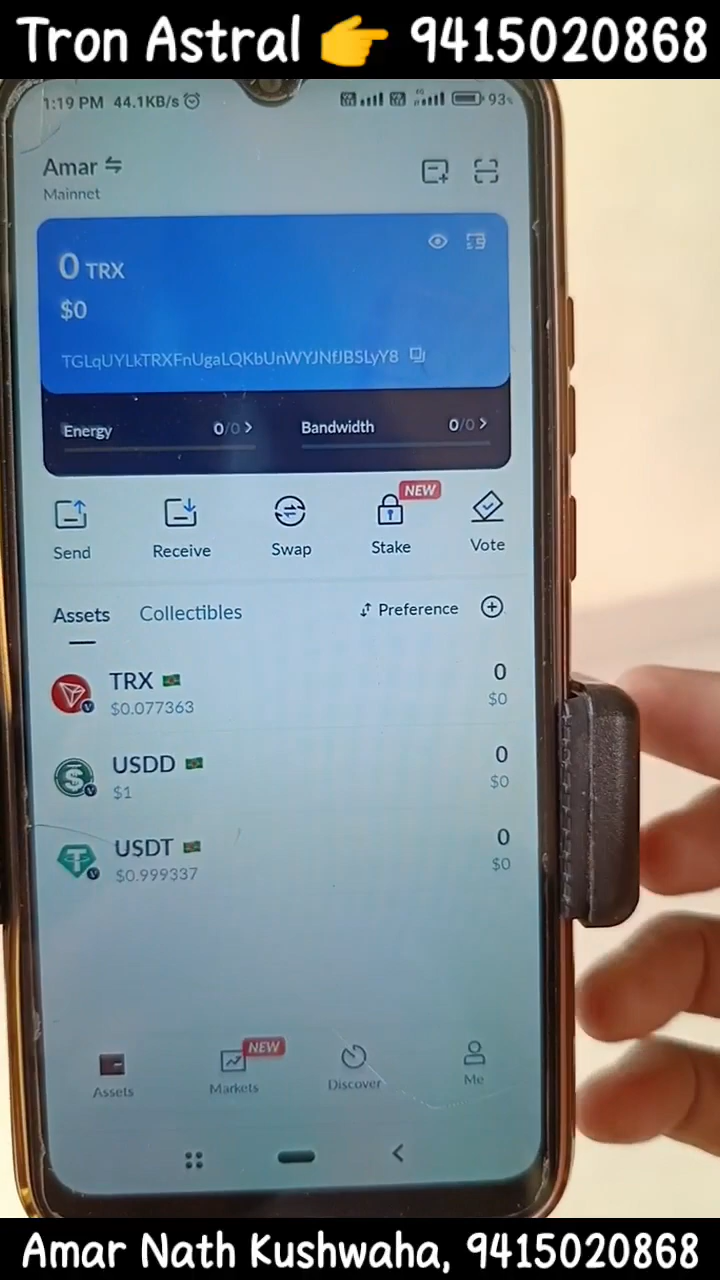 Tron Astral 👉 9415020868
1:19 PM 44.1KB/s 93%
Amar
Mainnet
0 TRX
$0
TGLqUYLkTRXFnUgaLQKbUnWYJNfJBSLyY8
Energy 0/0 > Bandwidth 0/0 >
NEW
Send Receive Swap Stake Vote
Assets Collectibles Preference
TRX 0
$0.077363 $0
USDD 0
$1 $0
USDT 0
$0.999337 $0
NEW
Assets Markets Discover Me
Amar Nath Kushwaha, 9415020868